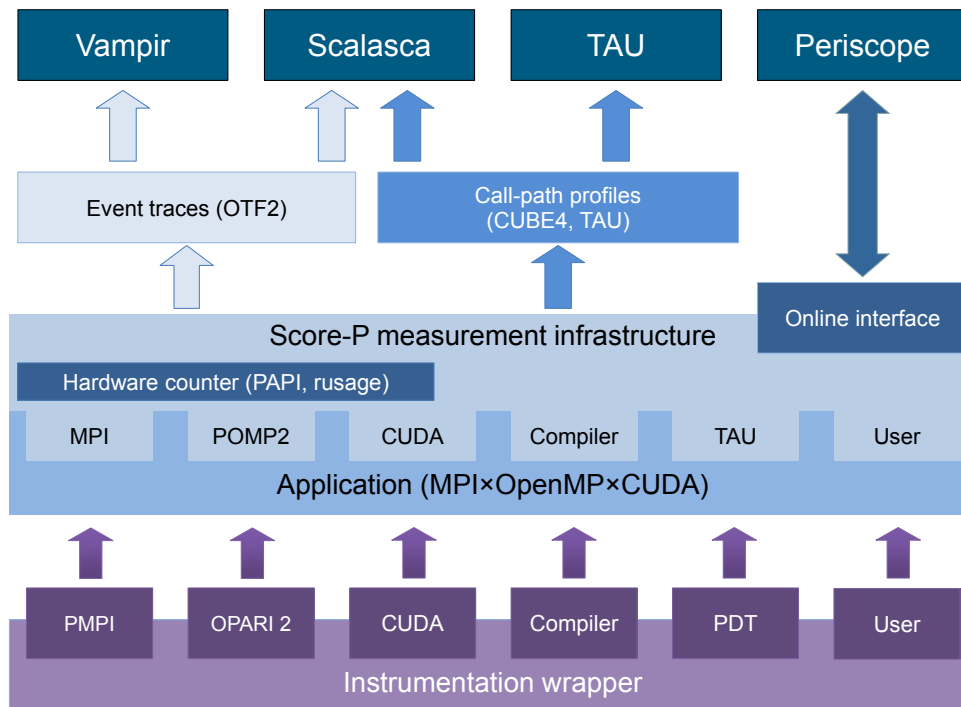 Vampir
Scalasca
TAU
Periscope
Event traces (OTF2)
Call-path profiles
(CUBE4, TAU)
Online interface
Score-P measurement infrastructure
Hardware counter (PAPI, rusage)
MPI
POMP2
CUDA
Compiler
TAU
User
Application (MPI×OpenMP×CUDA)
PMPI
OPARI 2
CUDA
Compiler
PDT
User
Instrumentation wrapper